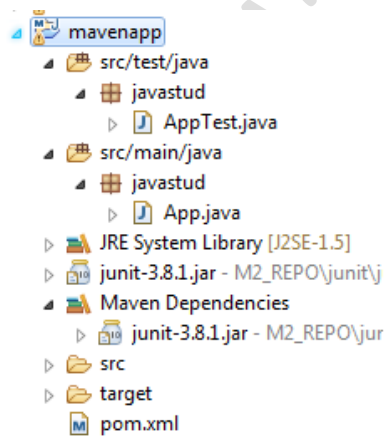 mavenapp
src/test/java
javastud
AppTest.java
src/main/java
javastud
App.java
JRE System Library [J2SE-1.5]
junit-3.8.1.jar - M2_REPO\junit\j
Maven Dependencies
junit-3.8.1.jar - M2_REPO\jur
src
target
pom.xml